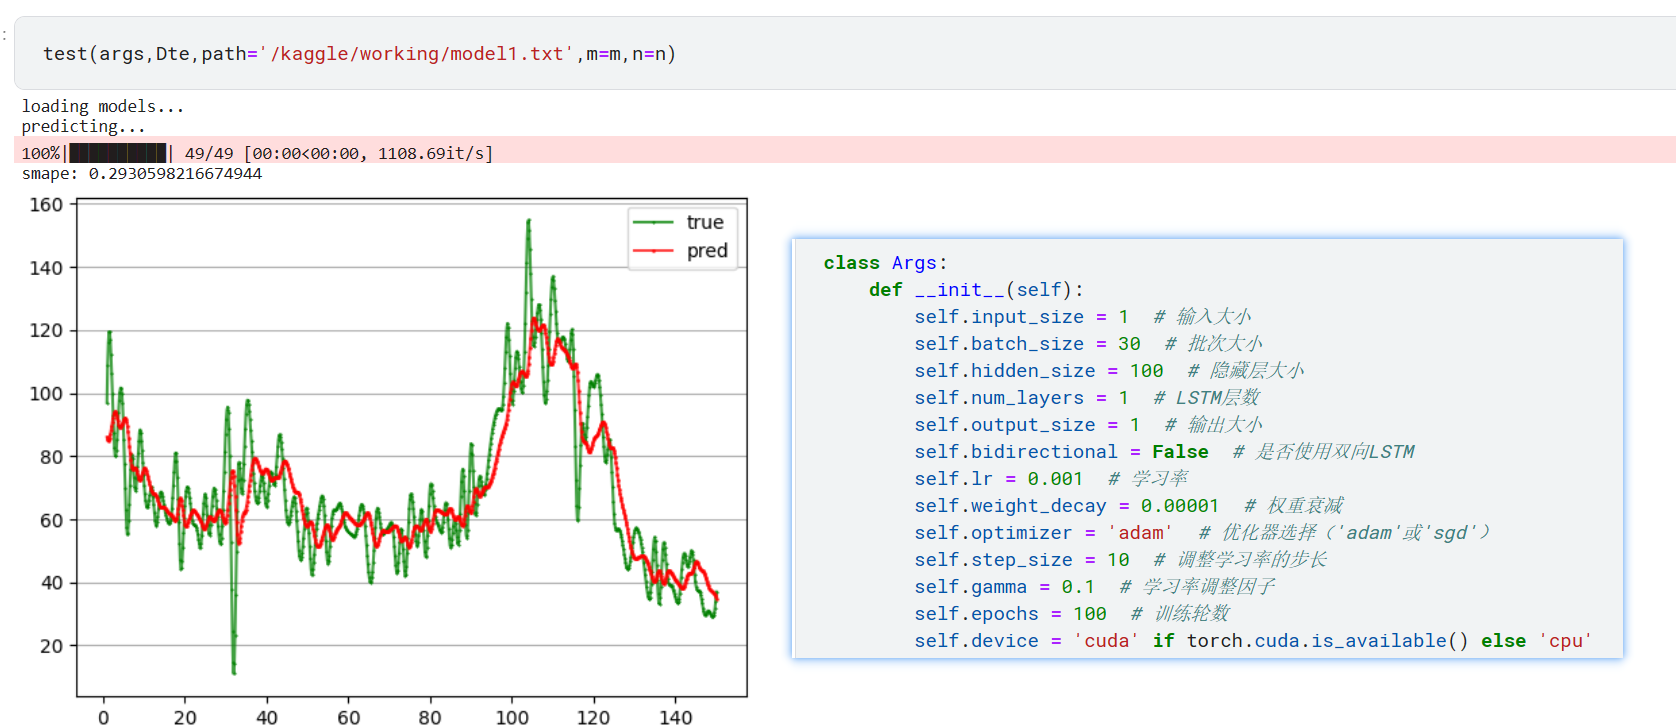 :
test(args,Dte,path='/kaggle/working/model1.txt',m=m,n=n)
loading models...
predicting...
100%|██████████| 49/49 [00:00<00:00, 1108.69it/s]
smape: 0.2930598216674944
160
140
120
100
80
60
40
20
0 20 40 60 80 100 120 140
true
pred
class Args:
    def __init__(self):
        self.input_size = 1  # 输入大小
        self.batch_size = 30  # 批次大小
        self.hidden_size = 100  # 隐藏层大小
        self.num_layers = 1  # LSTM层数
        self.output_size = 1  # 输出大小
        self.bidirectional = False  # 是否使用双向LSTM
        self.lr = 0.001  # 学习率
        self.weight_decay = 0.00001  # 权重衰减
        self.optimizer = 'adam'  # 优化器选择（'adam'或'sgd'）
        self.step_size = 10  # 调整学习率的步长
        self.gamma = 0.1  # 学习率调整因子
        self.epochs = 100  # 训练轮数
        self.device = 'cuda' if torch.cuda.is_available() else 'cpu'